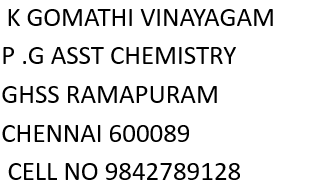 K GOMATHI VINAYAGAM
P .G ASST CHEMISTRY
GHSS RAMAPURAM
CHENNAI 600089
CELL NO 9842789128